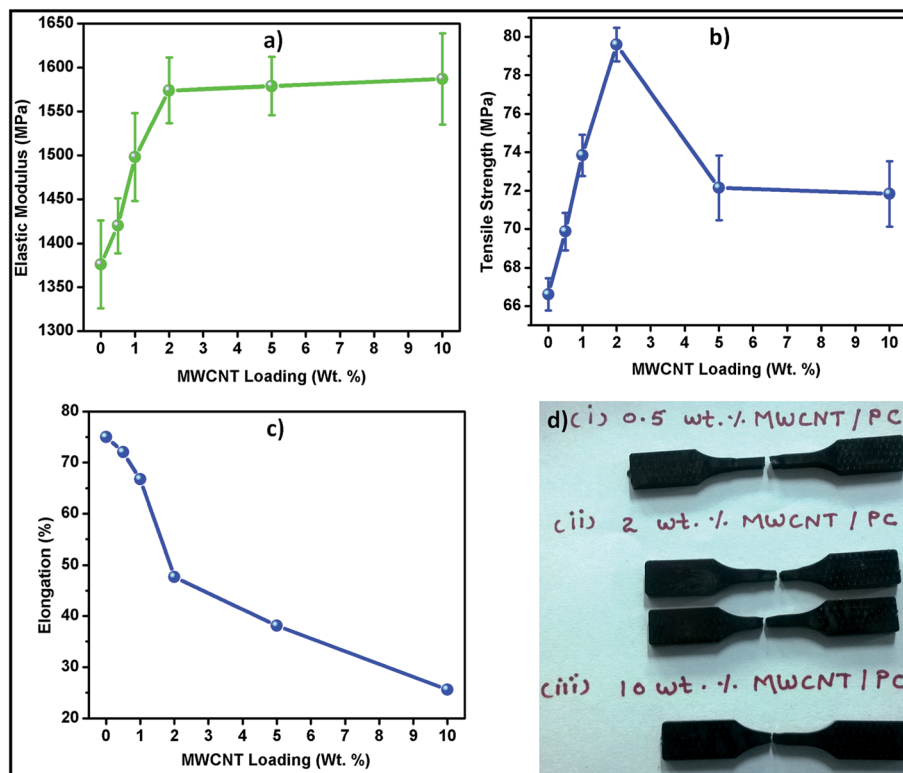 a)
1650
1600
1550
1500
1450
1400
1350
1300
Elastic Modulus (MPa)
0 1 2 3 4 5 6 7 8 9 10
MWCNT Loading (Wt. %)
b)
80
78
76
74
72
70
68
66
Tensile Strength (MPa)
0 1 2 3 4 5 6 7 8 9 10
MWCNT Loading (Wt. %)
c)
80
70
60
50
40
30
20
Elongation (%)
0 1 2 3 4 5 6 7 8 9 10
MWCNT Loading (Wt. %)
d)
(i) 0.5 wt.% MWCNT / PC
(ii) 2 wt.% MWCNT / PC
(iii) 10 wt.% MWCNT / PC